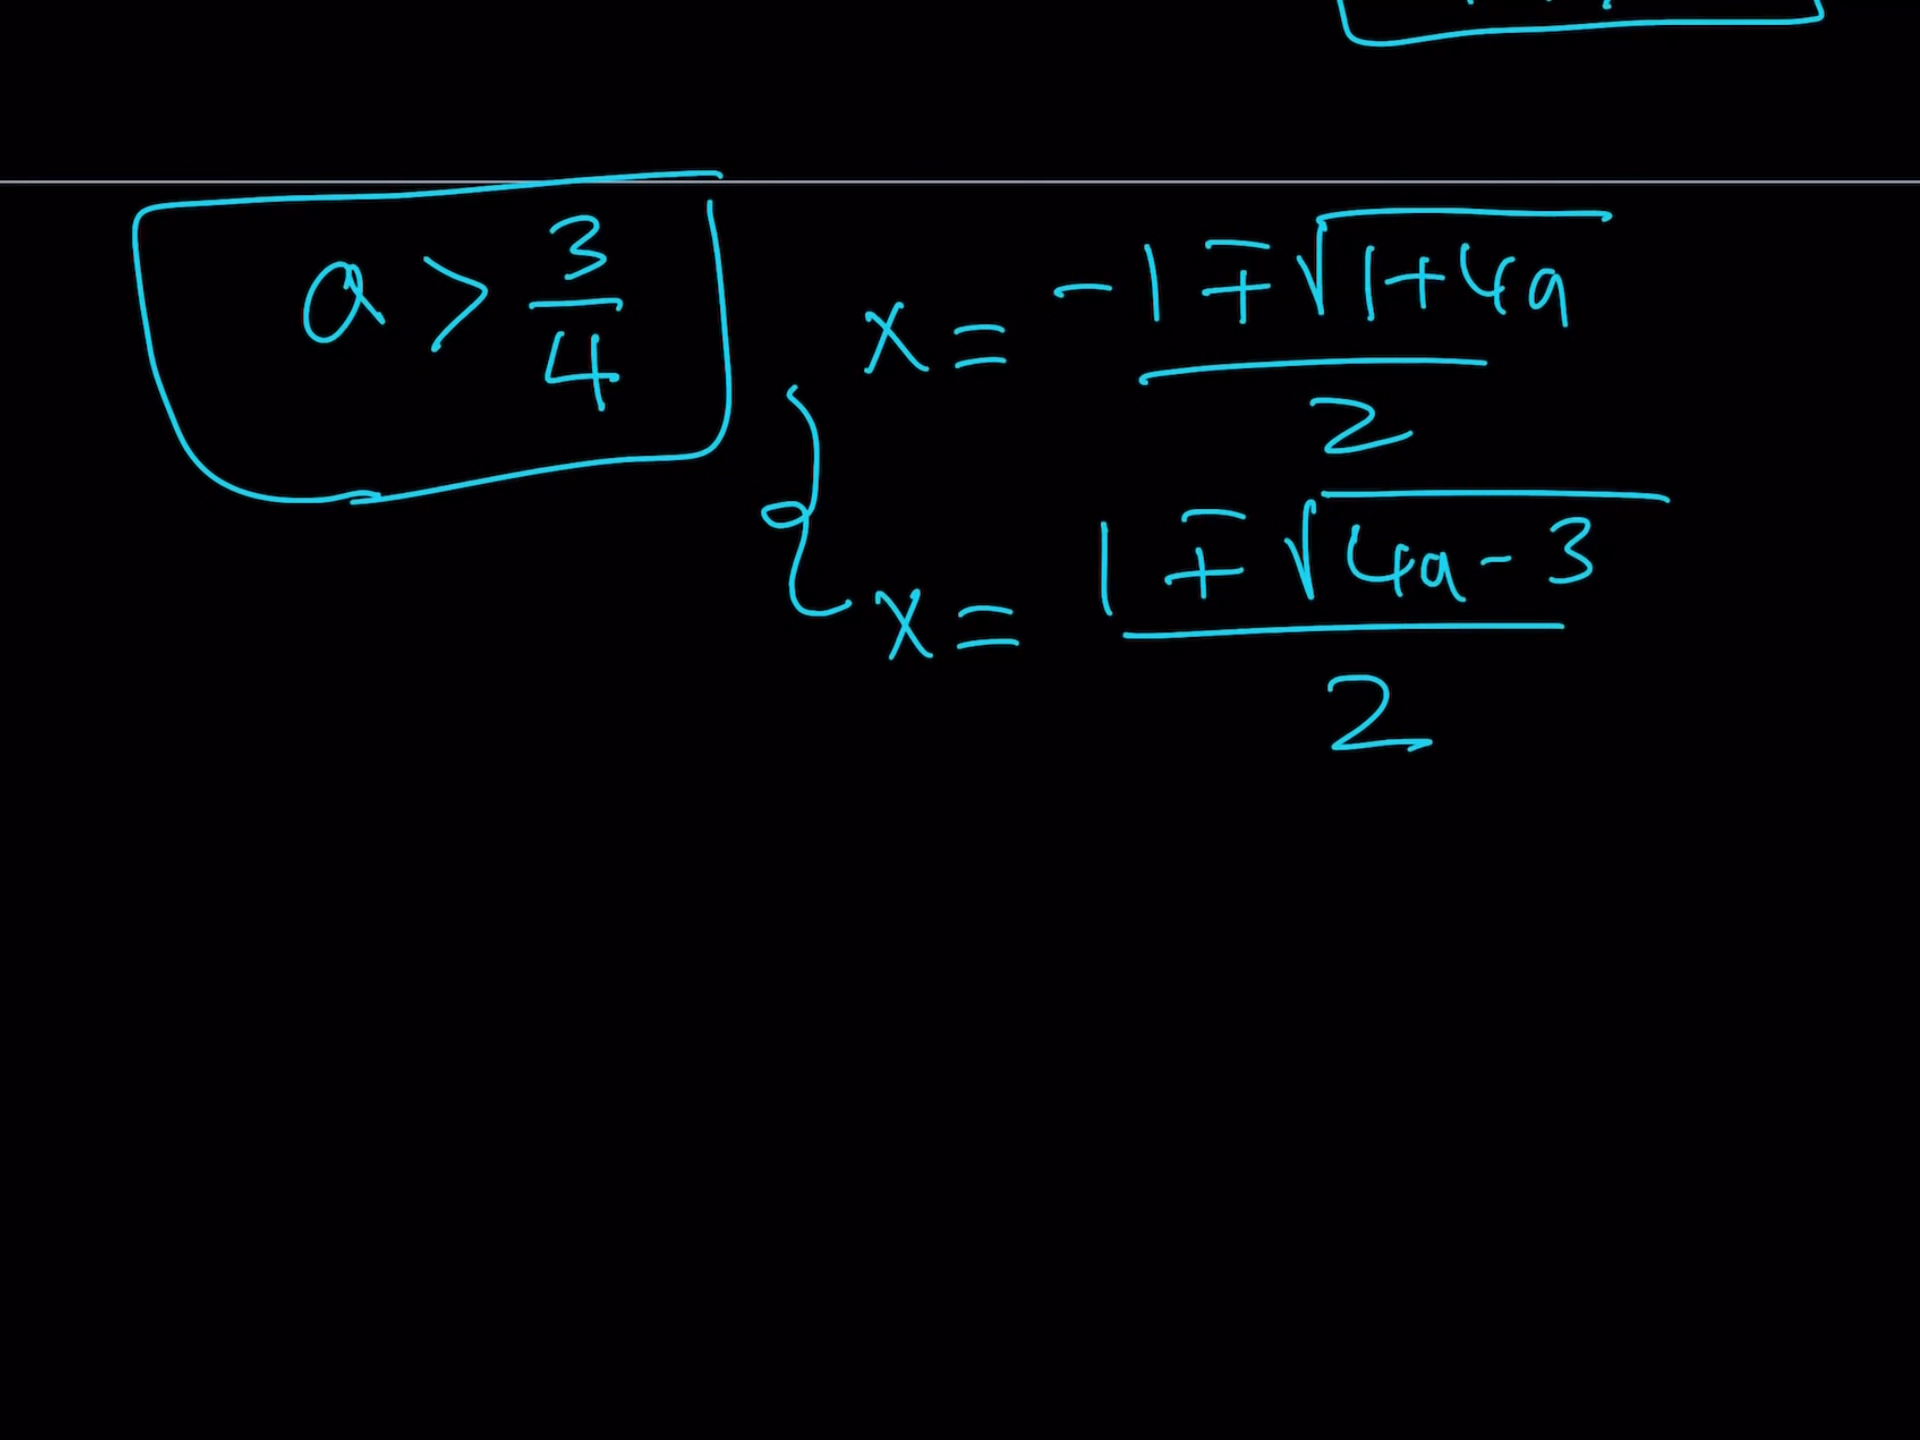 a > 3/4
x = (-1 ∓ √(1+4a))/2
x = (1 ∓ √(4a-3))/2